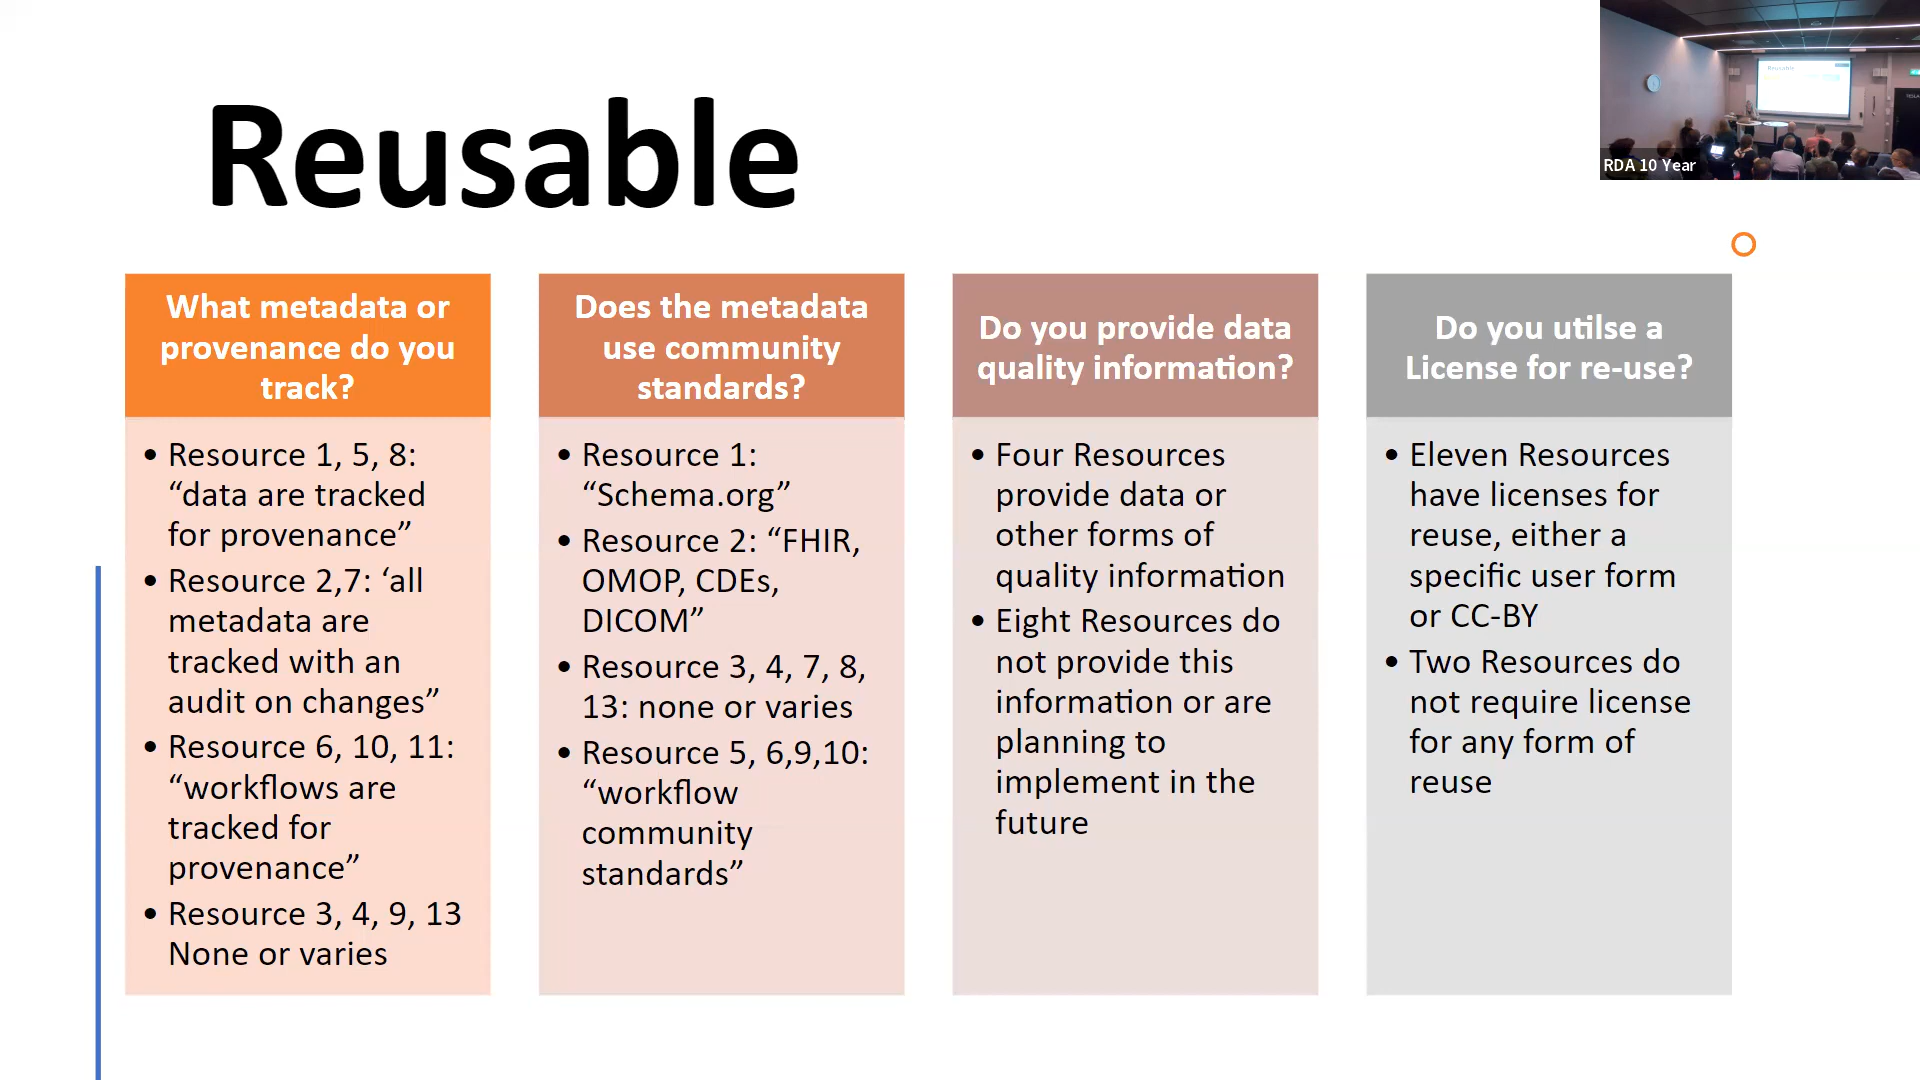 Reusable
RDA 10 Year
What metadata or
provenance do you
track?
• Resource 1, 5, 8:
“data are tracked
for provenance”
• Resource 2,7: ‘all
metadata are
tracked with an
audit on changes”
• Resource 6, 10, 11:
“workflows are
tracked for
provenance”
• Resource 3, 4, 9, 13
None or varies
Does the metadata
use community
standards?
• Resource 1:
“Schema.org”
• Resource 2: “FHIR,
OMOP, CDEs,
DICOM”
• Resource 3, 4, 7, 8,
13: none or varies
• Resource 5, 6,9,10:
“workflow
community
standards”
Do you provide data
quality information?
• Four Resources
provide data or
other forms of
quality information
• Eight Resources do
not provide this
information or are
planning to
implement in the
future
Do you utilse a
License for re-use?
• Eleven Resources
have licenses for
reuse, either a
specific user form
or CC-BY
• Two Resources do
not require license
for any form of
reuse